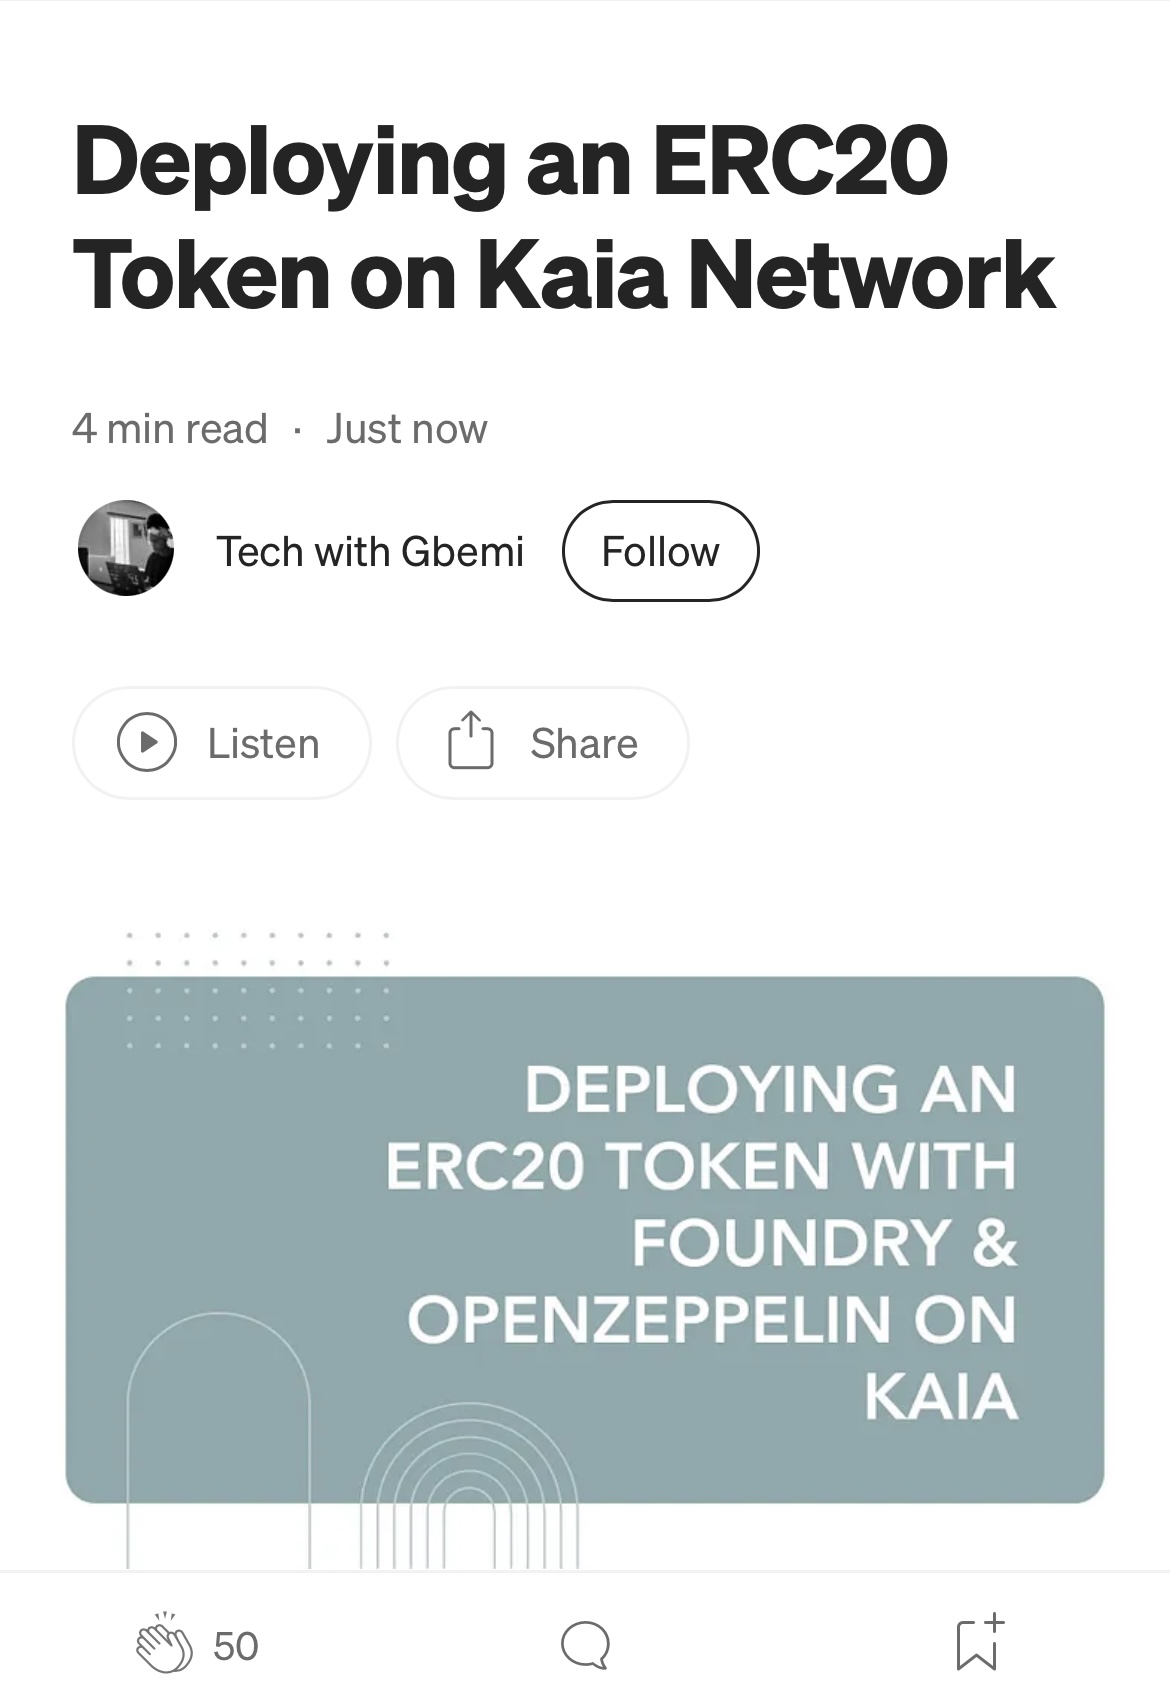 Deploying an ERC20
Token on Kaia Network
4 min read · Just now
Tech with Gbemi Follow
Listen Share
DEPLOYING AN
ERC20 TOKEN WITH
FOUNDRY &
OPENZEPPELIN ON
KAIA
50